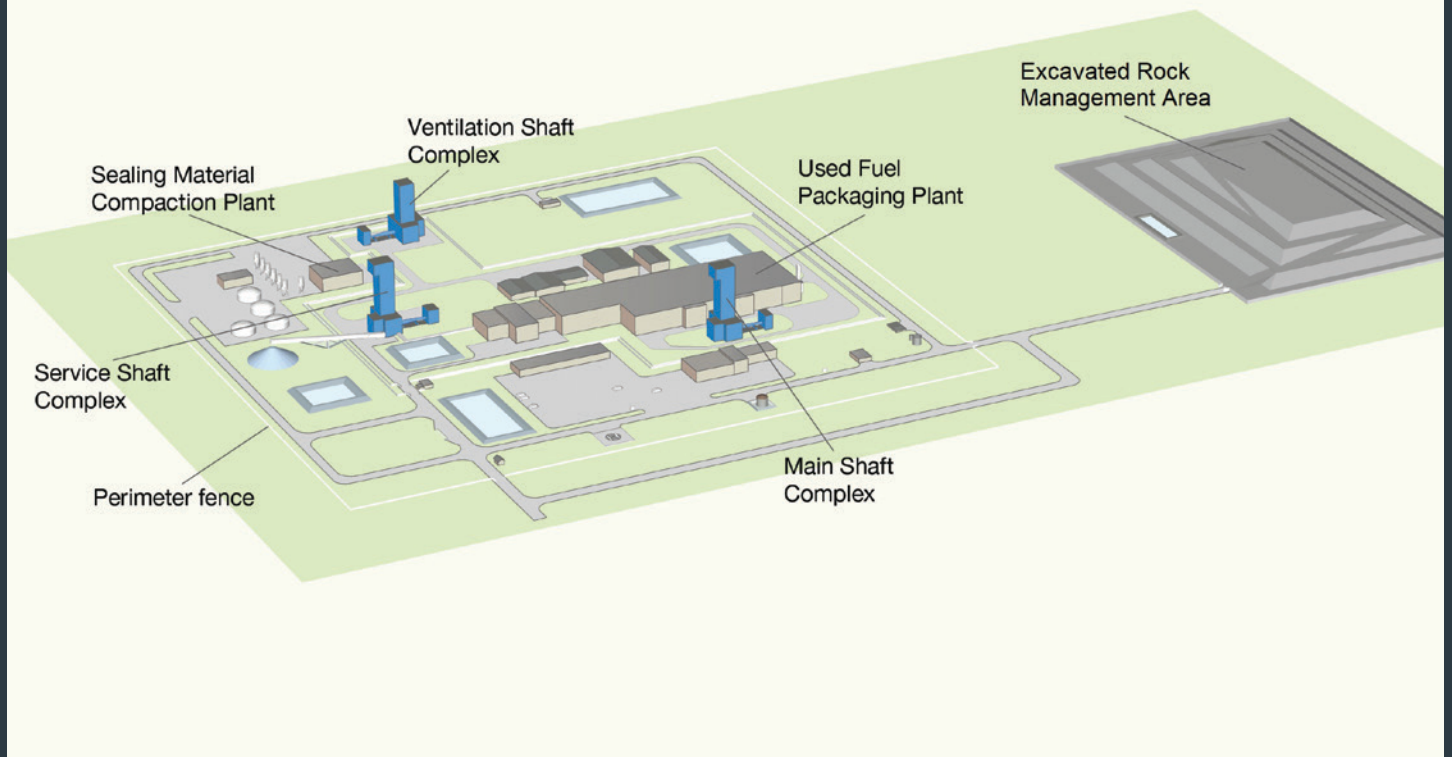 Excavated Rock
Management Area
Ventilation Shaft
Complex
Sealing Material
Compaction Plant
Used Fuel
Packaging Plant
Service Shaft
Complex
Main Shaft
Complex
Perimeter fence